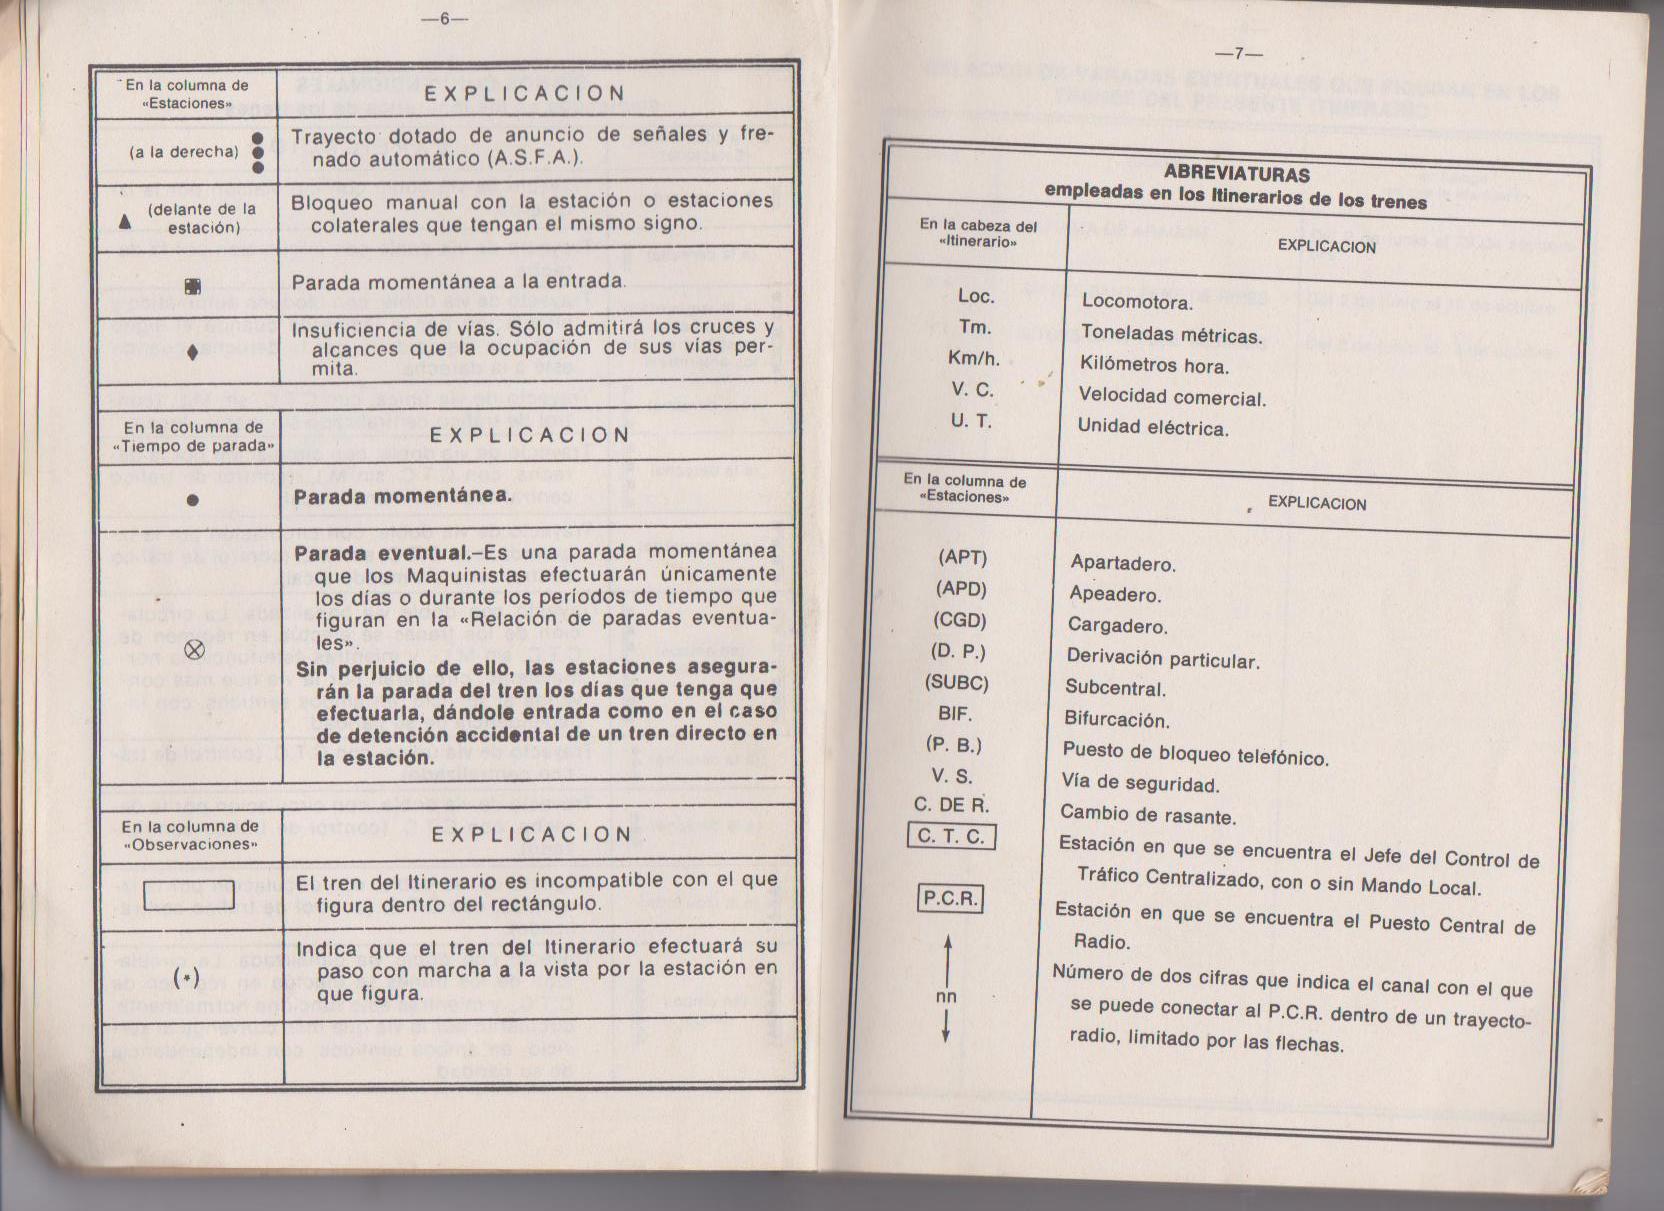 —6—
En la columna de
«Estaciones»
EXPLICACION
(a la derecha)
Trayecto dotado de anuncio de señales y fre-
nado automático (A.S.F.A.).
▲ (delante de la
estación)
Bloqueo manual con la estación o estaciones
colaterales que tengan el mismo signo.
Parada momentánea a la entrada.
♦
Insuficiencia de vías. Sólo admitirá los cruces y
alcances que la ocupación de sus vías per-
mita.
En la columna de
«Tiempo de parada»
EXPLICACION
●
Parada momentánea.
⊗
Parada eventual.–Es una parada momentánea
que los Maquinistas efectuarán únicamente
los días o durante los períodos de tiempo que
figuran en la «Relación de paradas eventua-
les».
Sin perjuicio de ello, las estaciones asegura-
rán la parada del tren los días que tenga que
efectuarla, dándole entrada como en el caso
de detención accidental de un tren directo en
la estación.
En la columna de
«Observaciones»
EXPLICACION
El tren del Itinerario es incompatible con el que
figura dentro del rectángulo.
(*)
Indica que el tren del Itinerario efectuará su
paso con marcha a la vista por la estación en
que figura.
—7—
ABREVIATURAS
empleadas en los Itinerarios de los trenes
En la cabeza del
«Itinerario»
EXPLICACION
Loc. Locomotora.
Tm. Toneladas métricas.
Km/h. Kilómetros hora.
V. C. Velocidad comercial.
U. T. Unidad eléctrica.
En la columna de
«Estaciones»
EXPLICACION
(APT) Apartadero.
(APD) Apeadero.
(CGD) Cargadero.
(D. P.) Derivación particular.
(SUBC) Subcentral.
BIF. Bifurcación.
(P. B.) Puesto de bloqueo telefónico.
V. S. Vía de seguridad.
C. DE R. Cambio de rasante.
C. T. C. Estación en que se encuentra el Jefe del Control de
Tráfico Centralizado, con o sin Mando Local.
P.C.R. Estación en que se encuentra el Puesto Central de
Radio.
nn
Número de dos cifras que indica el canal con el que
se puede conectar al P.C.R. dentro de un trayecto-
radio, limitado por las flechas.